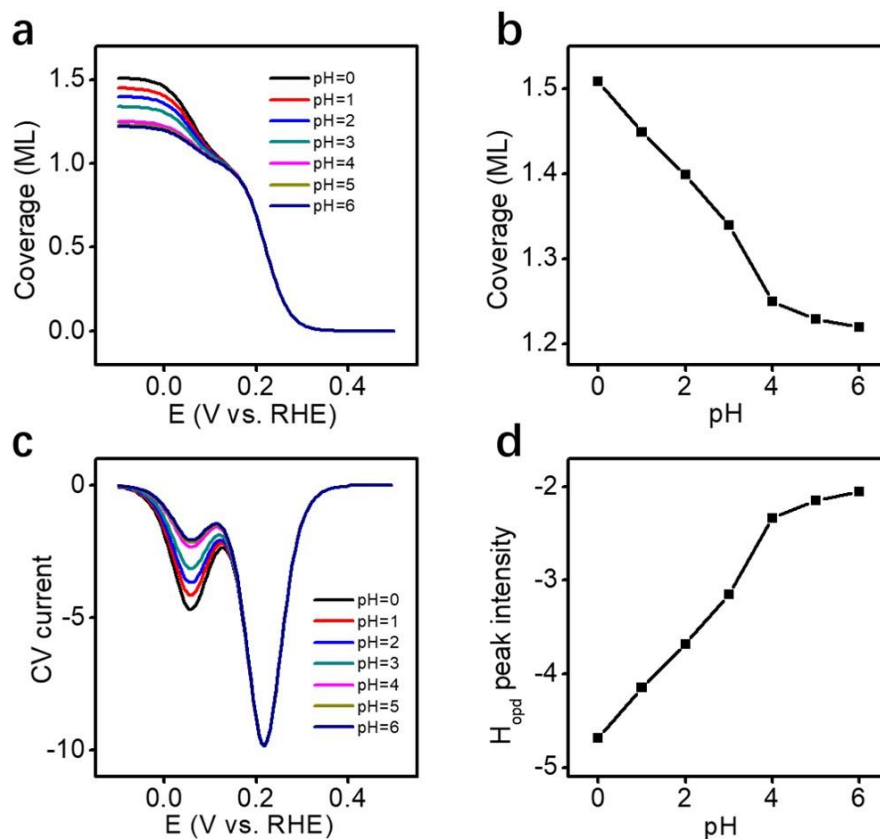 a
Coverage (ML)
1.5
1.0
0.5
0.0
0.0
0.2
0.4
E (V vs. RHE)
pH=0
pH=1
pH=2
pH=3
pH=4
pH=5
pH=6
b
Coverage (ML)
1.5
1.4
1.3
1.2
0
2
4
6
pH
c
CV current
0
-5
-10
0.0
0.2
0.4
E (V vs. RHE)
pH=0
pH=1
pH=2
pH=3
pH=4
pH=5
pH=6
d
Hopd peak intensity
-2
-3
-4
-5
0
2
4
6
pH